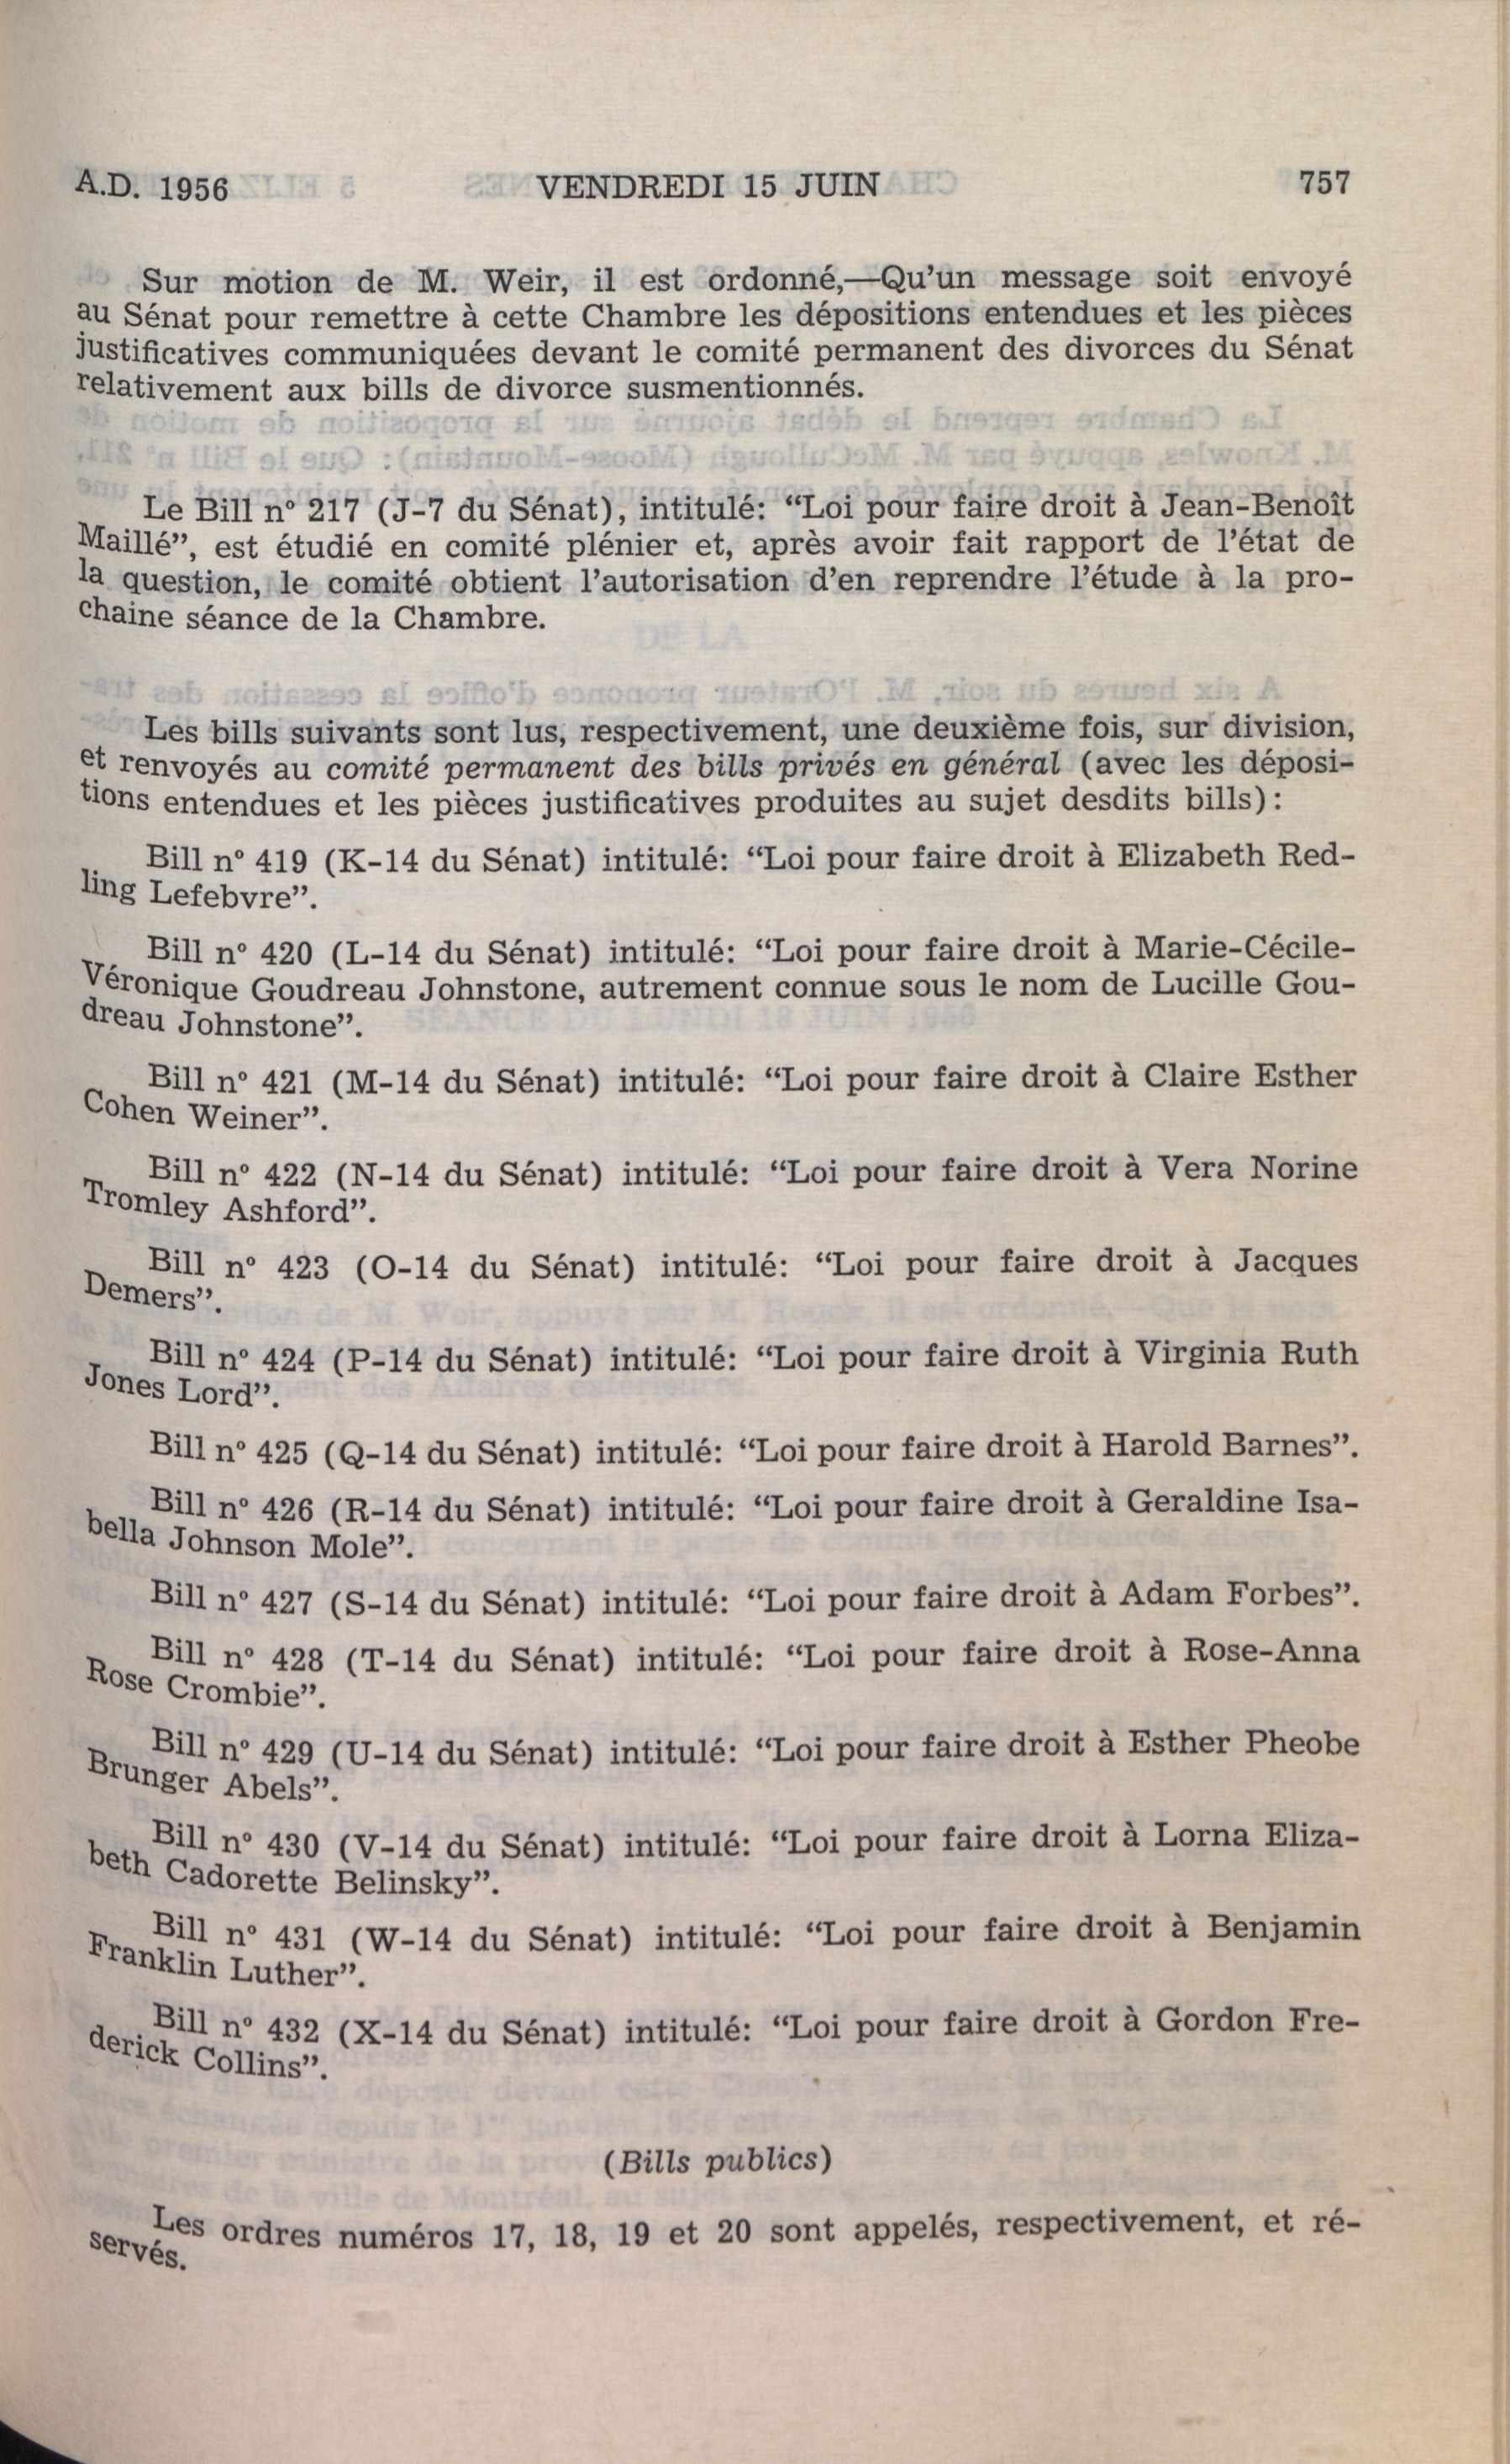 A.D. 1956 VENDREDI 15 JUIN 757
Sur motion de M. Weir, il est ordonné,—Qu'un message soit envoyé
au Sénat pour remettre à cette Chambre les dépositions entendues et les pièces
justificatives communiquées devant le comité permanent des divorces du Sénat
relativement aux bills de divorce susmentionnés.
Le Bill n° 217 (J-7 du Sénat), intitulé: “Loi pour faire droit à Jean-Benoît
Maillé”, est étudié en comité plénier et, après avoir fait rapport de l'état de
la question, le comité obtient l'autorisation d'en reprendre l'étude à la pro-
chaine séance de la Chambre.
Les bills suivants sont lus, respectivement, une deuxième fois, sur division,
et renvoyés au comité permanent des bills privés en général (avec les déposi-
tions entendues et les pièces justificatives produites au sujet desdits bills):
Bill n° 419 (K-14 du Sénat) intitulé: “Loi pour faire droit à Elizabeth Red-
ling Lefebvre”.
Bill n° 420 (L-14 du Sénat) intitulé: “Loi pour faire droit à Marie-Cécile-
Véronique Goudreau Johnstone, autrement connue sous le nom de Lucille Gou-
dreau Johnstone”.
Bill n° 421 (M-14 du Sénat) intitulé: “Loi pour faire droit à Claire Esther
Cohen Weiner”.
Bill n° 422 (N-14 du Sénat) intitulé: “Loi pour faire droit à Vera Norine
Tromley Ashford”.
Bill n° 423 (O-14 du Sénat) intitulé: “Loi pour faire droit à Jacques
Demers”.
Bill n° 424 (P-14 du Sénat) intitulé: “Loi pour faire droit à Virginia Ruth
Jones Lord”.
Bill n° 425 (Q-14 du Sénat) intitulé: “Loi pour faire droit à Harold Barnes”.
Bill n° 426 (R-14 du Sénat) intitulé: “Loi pour faire droit à Geraldine Isa-
bella Johnson Mole”.
Bill n° 427 (S-14 du Sénat) intitulé: “Loi pour faire droit à Adam Forbes”.
Bill n° 428 (T-14 du Sénat) intitulé: “Loi pour faire droit à Rose-Anna
Rose Crombie”.
Bill n° 429 (U-14 du Sénat) intitulé: “Loi pour faire droit à Esther Pheobe
Brunger Abels”.
Bill n° 430 (V-14 du Sénat) intitulé: “Loi pour faire droit à Lorna Eliza-
beth Cadorette Belinsky”.
Bill n° 431 (W-14 du Sénat) intitulé: “Loi pour faire droit à Benjamin
Franklin Luther”.
Bill n° 432 (X-14 du Sénat) intitulé: “Loi pour faire droit à Gordon Fre-
derick Collins”.
(Bills publics)
Les ordres numéros 17, 18, 19 et 20 sont appelés, respectivement, et ré-
servés.